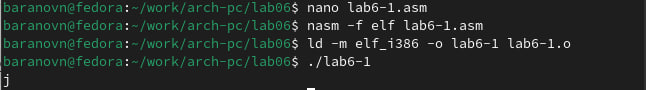 baranovn@fedora:~/work/arch-pc/lab06$ nano lab6-1.asm
baranovn@fedora:~/work/arch-pc/lab06$ nasm -f elf lab6-1.asm
baranovn@fedora:~/work/arch-pc/lab06$ ld -m elf_i386 -o lab6-1 lab6-1.o
baranovn@fedora:~/work/arch-pc/lab06$ ./lab6-1
j